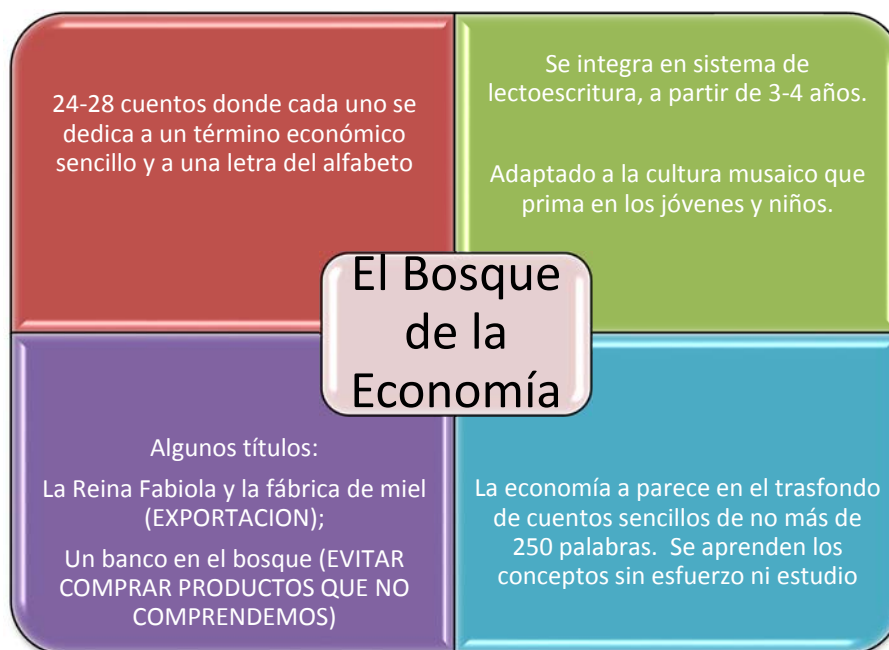 24-28 cuentos donde cada uno se
dedica a un término económico
sencillo y a una letra del alfabeto
Se integra en sistema de
lectoescritura, a partir de 3-4 años.
Adaptado a la cultura musaico que
prima en los jóvenes y niños.
El Bosque
de la
Economía
Algunos títulos:
La Reina Fabiola y la fábrica de miel
(EXPORTACION);
Un banco en el bosque (EVITAR
COMPRAR PRODUCTOS QUE NO
COMPRENDEMOS)
La economía a parece en el trasfondo
de cuentos sencillos de no más de
250 palabras.  Se aprenden los
conceptos sin esfuerzo ni estudio